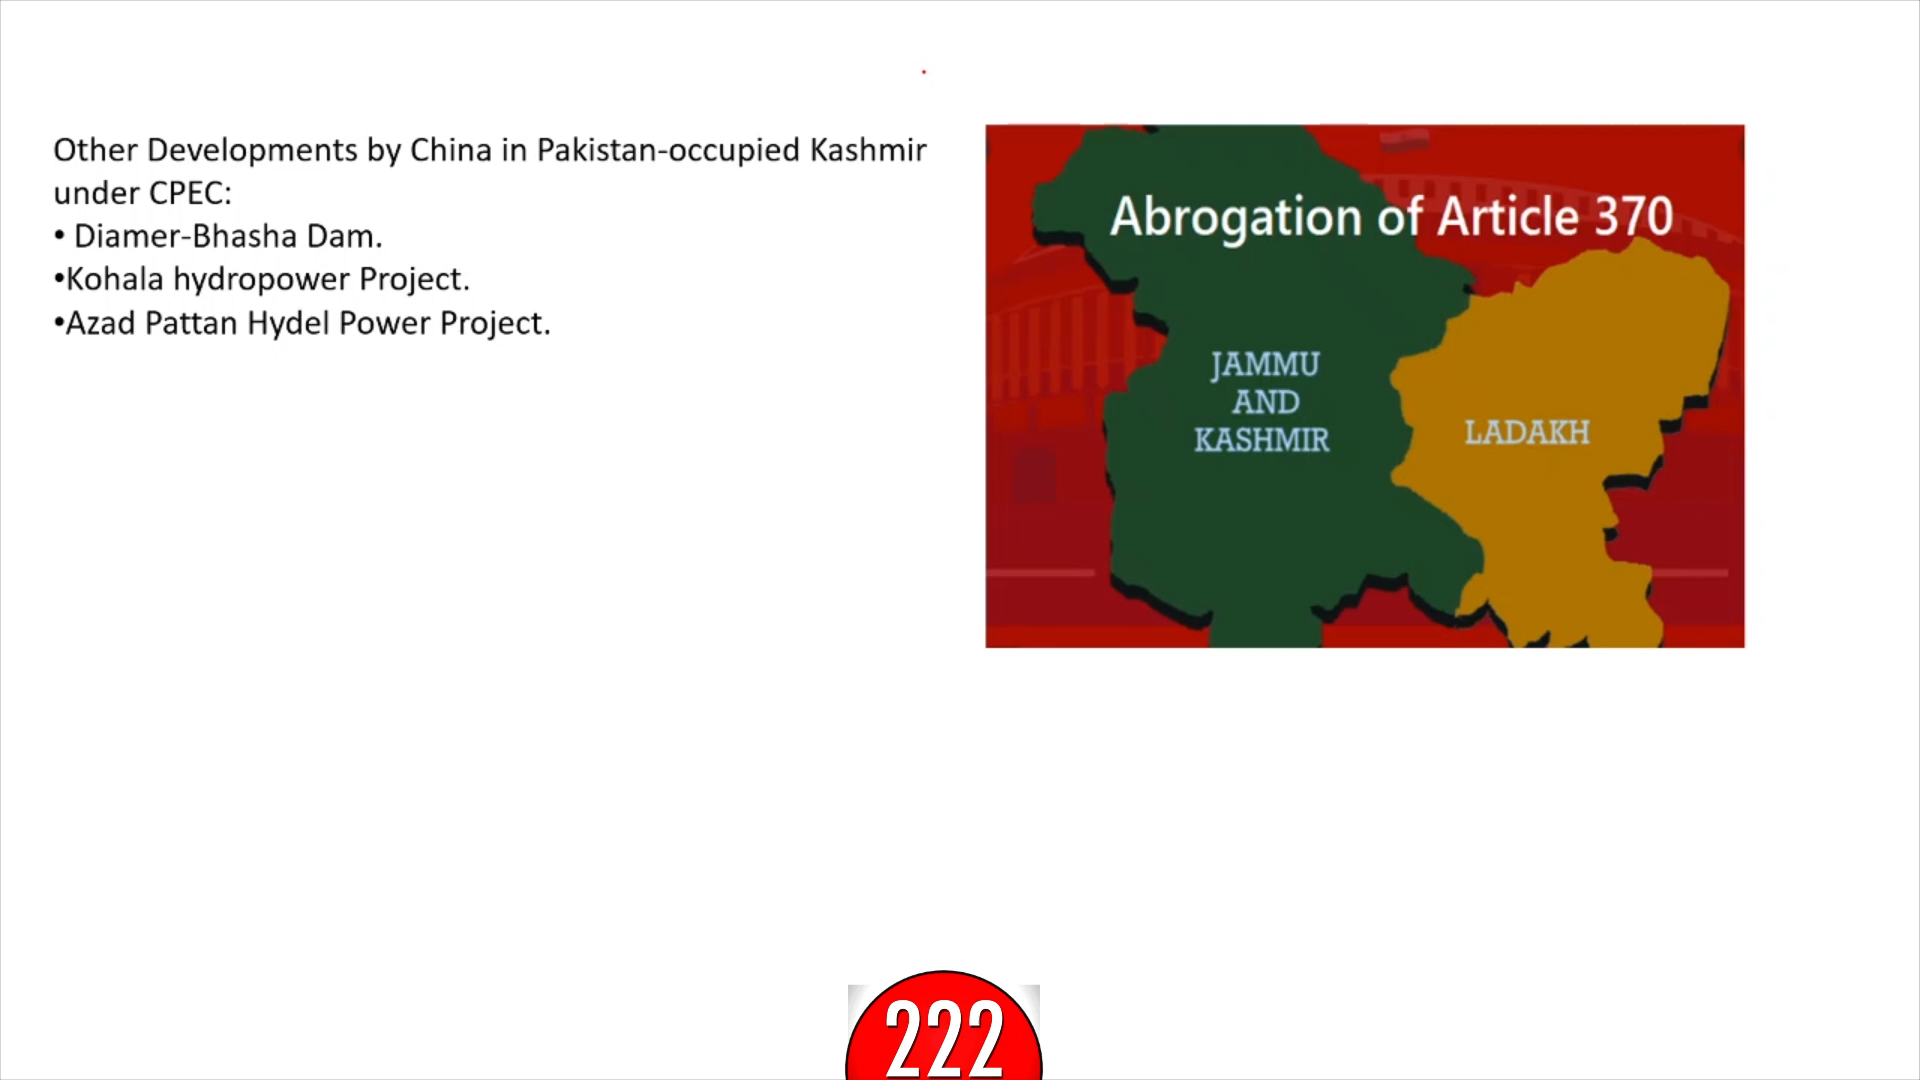 Other Developments by China in Pakistan-occupied Kashmir
under CPEC:
• Diamer-Bhasha Dam.
•Kohala hydropower Project.
•Azad Pattan Hydel Power Project.
Abrogation of Article 370
JAMMU
AND
KASHMIR
LADAKH
222